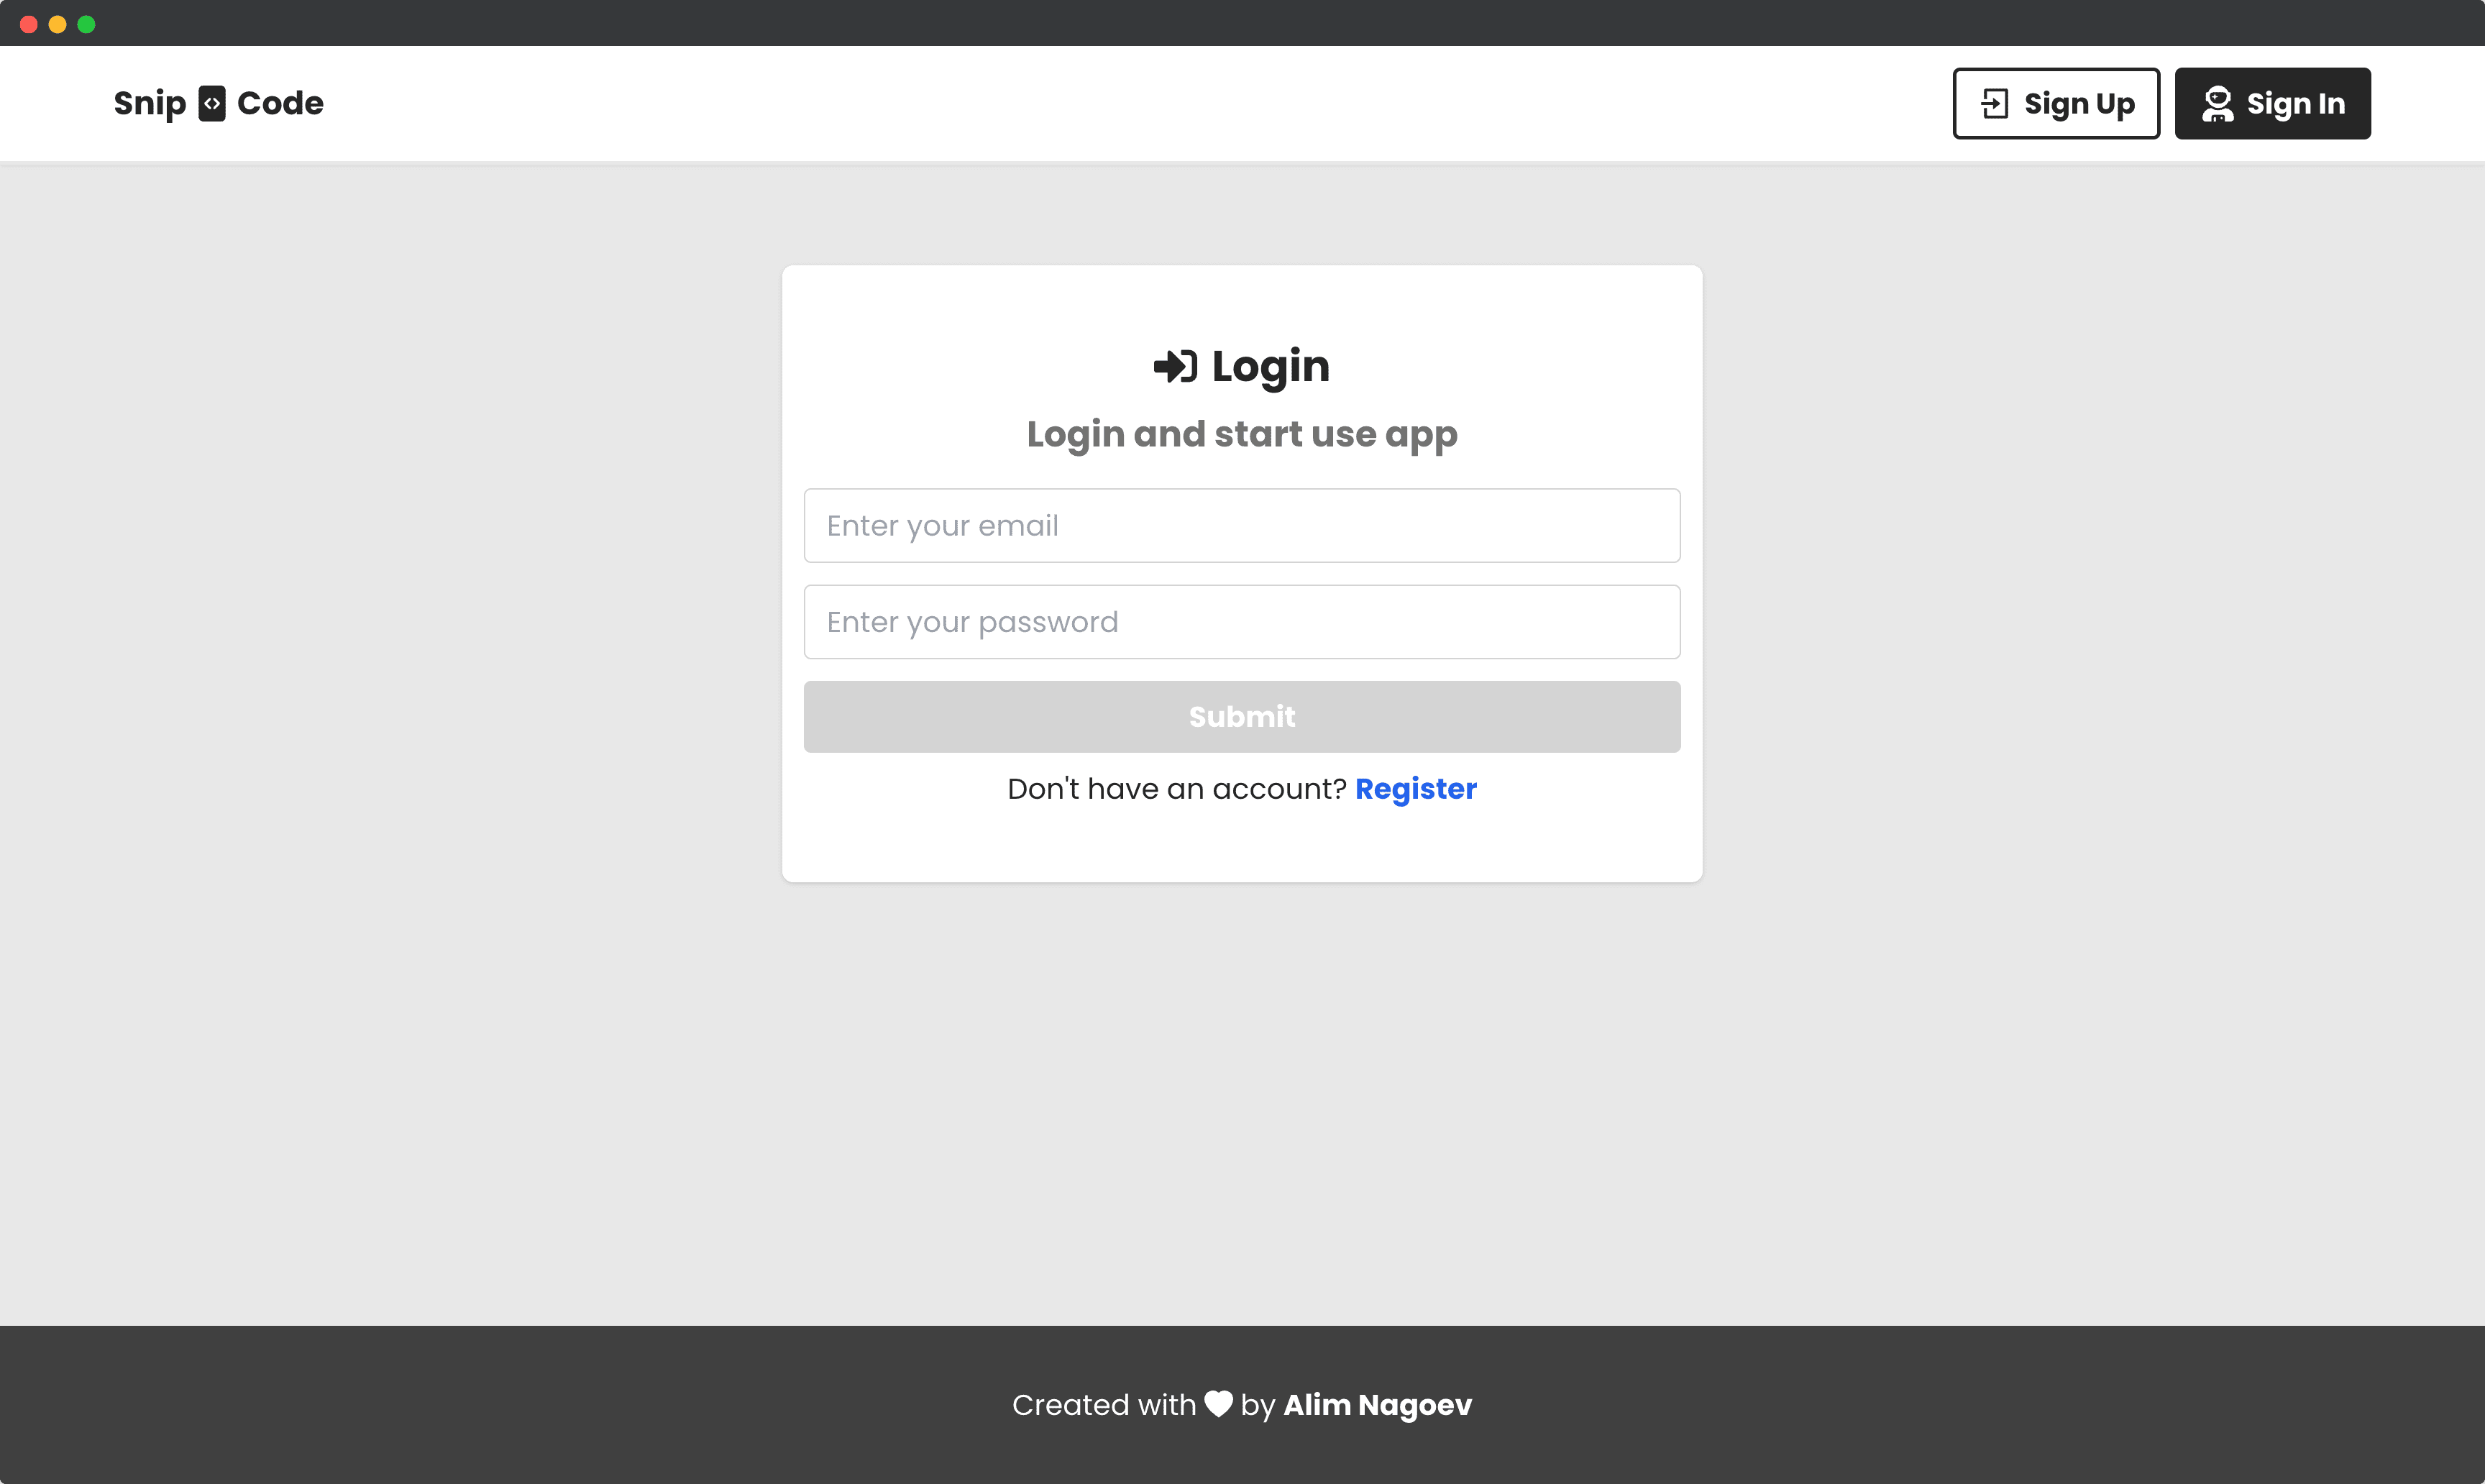 Snip Code
Sign Up
Sign In
Login
Login and start use app
Enter your email
Enter your password
Submit
Don't have an account? Register
Created with by Alim Nagoev